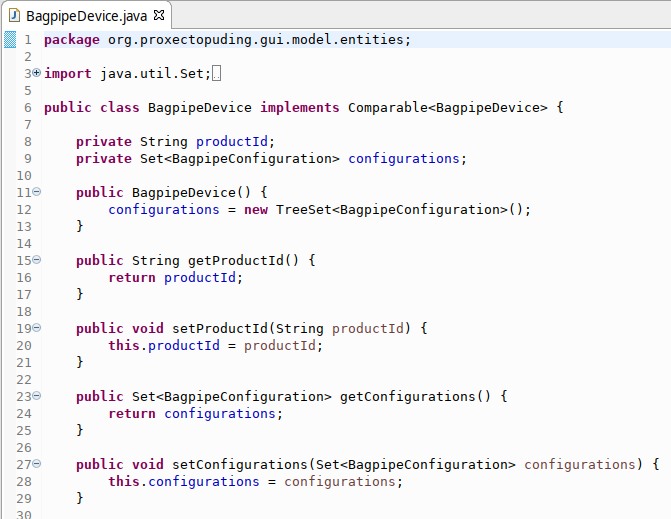 BagpipeDevice.java
1 package org.proxectopuding.gui.model.entities;
2
3 import java.util.Set;
5
6 public class BagpipeDevice implements Comparable<BagpipeDevice> {
7
8 private String productId;
9 private Set<BagpipeConfiguration> configurations;
10
11 public BagpipeDevice() {
12 configurations = new TreeSet<BagpipeConfiguration>();
13 }
14
15 public String getProductId() {
16 return productId;
17 }
18
19 public void setProductId(String productId) {
20 this.productId = productId;
21 }
22
23 public Set<BagpipeConfiguration> getConfigurations() {
24 return configurations;
25 }
26
27 public void setConfigurations(Set<BagpipeConfiguration> configurations) {
28 this.configurations = configurations;
29 }
30